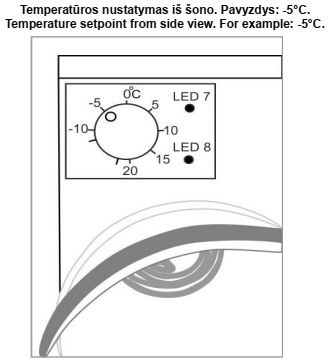 Temperatūros nustatymas iš šono. Pavyzdys: -5°C.
Temperature setpoint from side view. For example: -5°C.
0°C
-5
5
LED 7
-10
10
LED 8
15
20